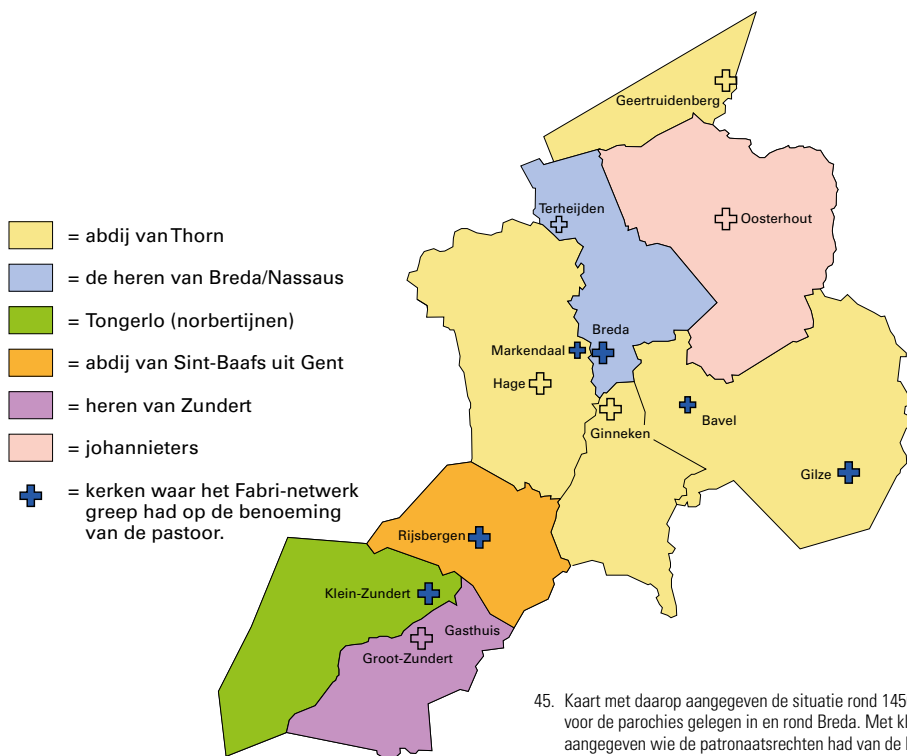 Geertruidenberg
Terheijden
Oosterhout
= abdij van Thorn
= de heren van Breda/Nassaus
= Tongerlo (norbertijnen)
= abdij van Sint-Baafs uit Gent
= heren van Zundert
= johannieters
= kerken waar het Fabri-netwerk
greep had op de benoeming
van de pastoor.
Breda
Markendaal
Hage
Ginneken
Bavel
Gilze
Rijsbergen
Klein-Zundert
Gasthuis
Groot-Zundert
45. Kaart met daarop aangegeven de situatie rond 145
voor de parochies gelegen in en rond Breda. Met kl
aangegeven wie de patronaatsrechten had van de